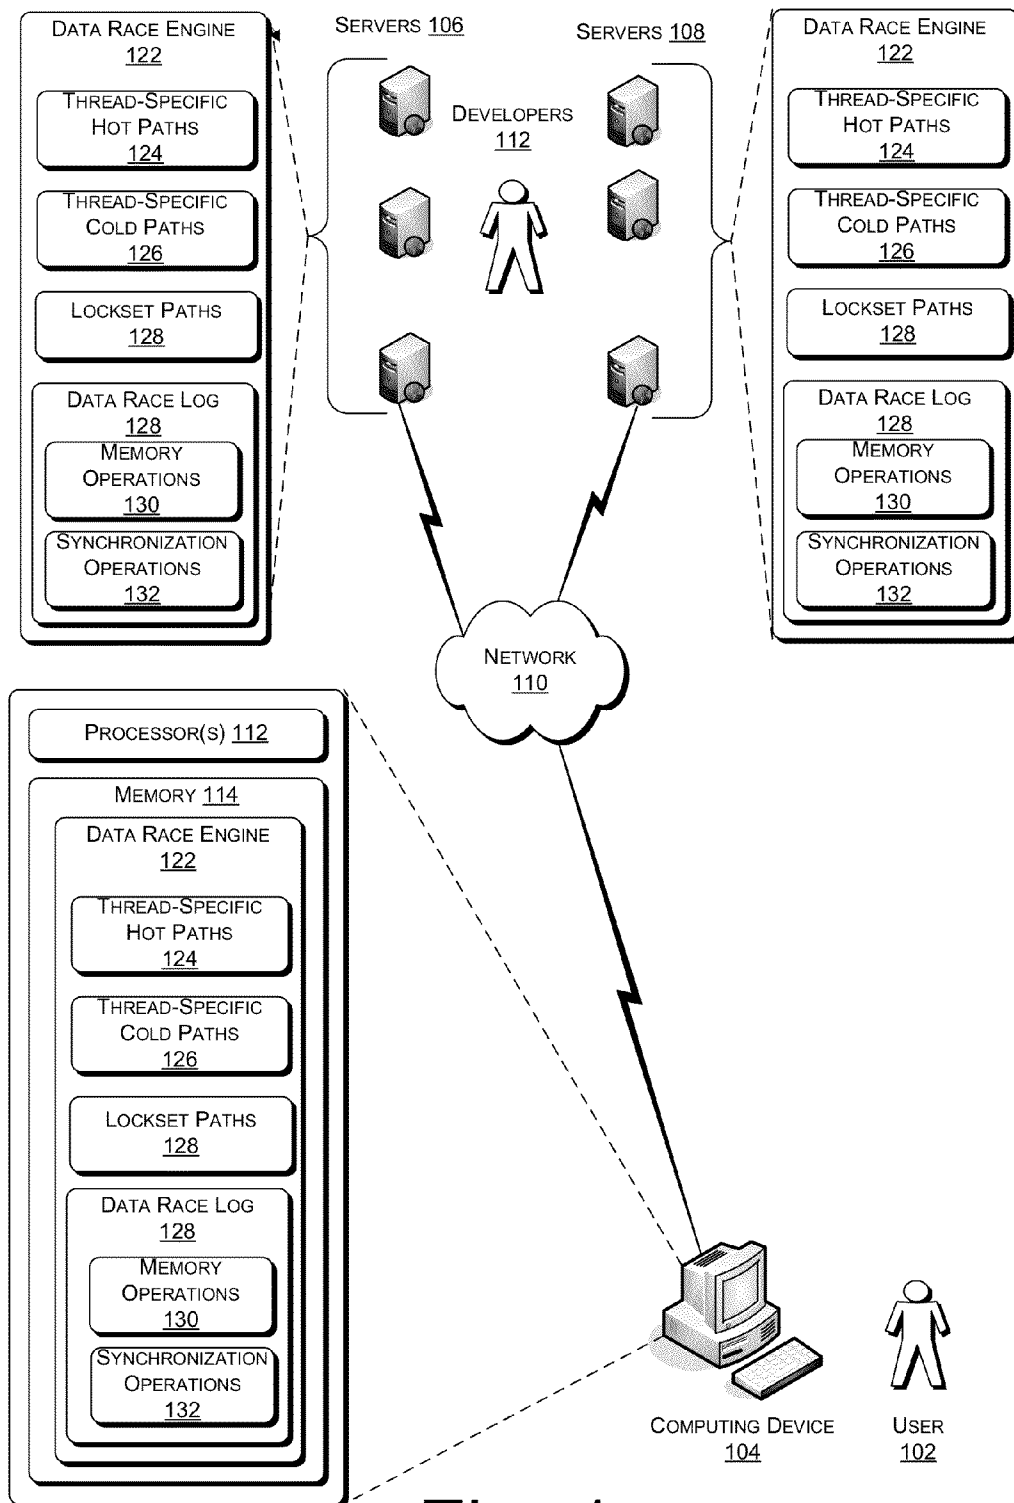 DATA RACE ENGINE
122
THREAD-SPECIFIC
HOT PATHS
124
THREAD-SPECIFIC
COLD PATHS
126
LOCKSET PATHS
128
DATA RACE LOG
128
MEMORY
OPERATIONS
130
SYNCHRONIZATION
OPERATIONS
132
SERVERS 106
DEVELOPERS
112
SERVERS 108
DATA RACE ENGINE
122
THREAD-SPECIFIC
HOT PATHS
124
THREAD-SPECIFIC
COLD PATHS
126
LOCKSET PATHS
128
DATA RACE LOG
128
MEMORY
OPERATIONS
130
SYNCHRONIZATION
OPERATIONS
132
NETWORK
110
PROCESSOR(S) 112
MEMORY 114
DATA RACE ENGINE
122
THREAD-SPECIFIC
HOT PATHS
124
THREAD-SPECIFIC
COLD PATHS
126
LOCKSET PATHS
128
DATA RACE LOG
128
MEMORY
OPERATIONS
130
SYNCHRONIZATION
OPERATIONS
132
COMPUTING DEVICE
104
USER
102